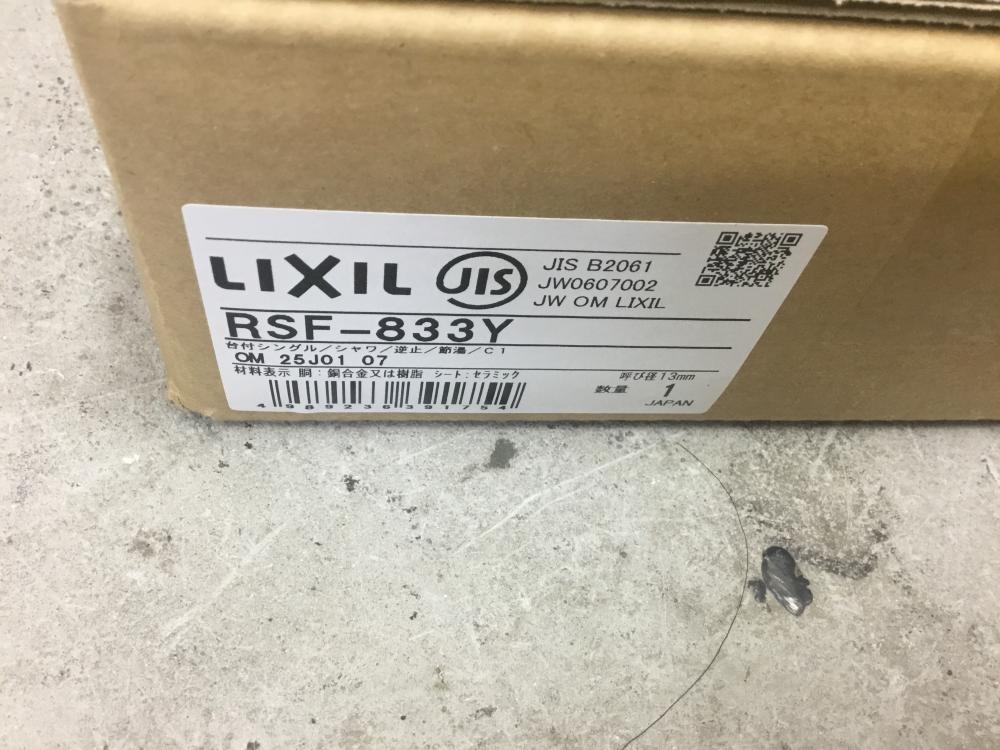 LIXIL JIS JIS B2061
JW0607002
JW OM LIXIL
RSF-833Y
台付シングル/シャワ/逆止/節湯/C1
OM 25J01 07
材料表示 胴:銅合金又は樹脂 シート:セラミック 呼び径13mm
4989236391754 数量 1
JAPAN